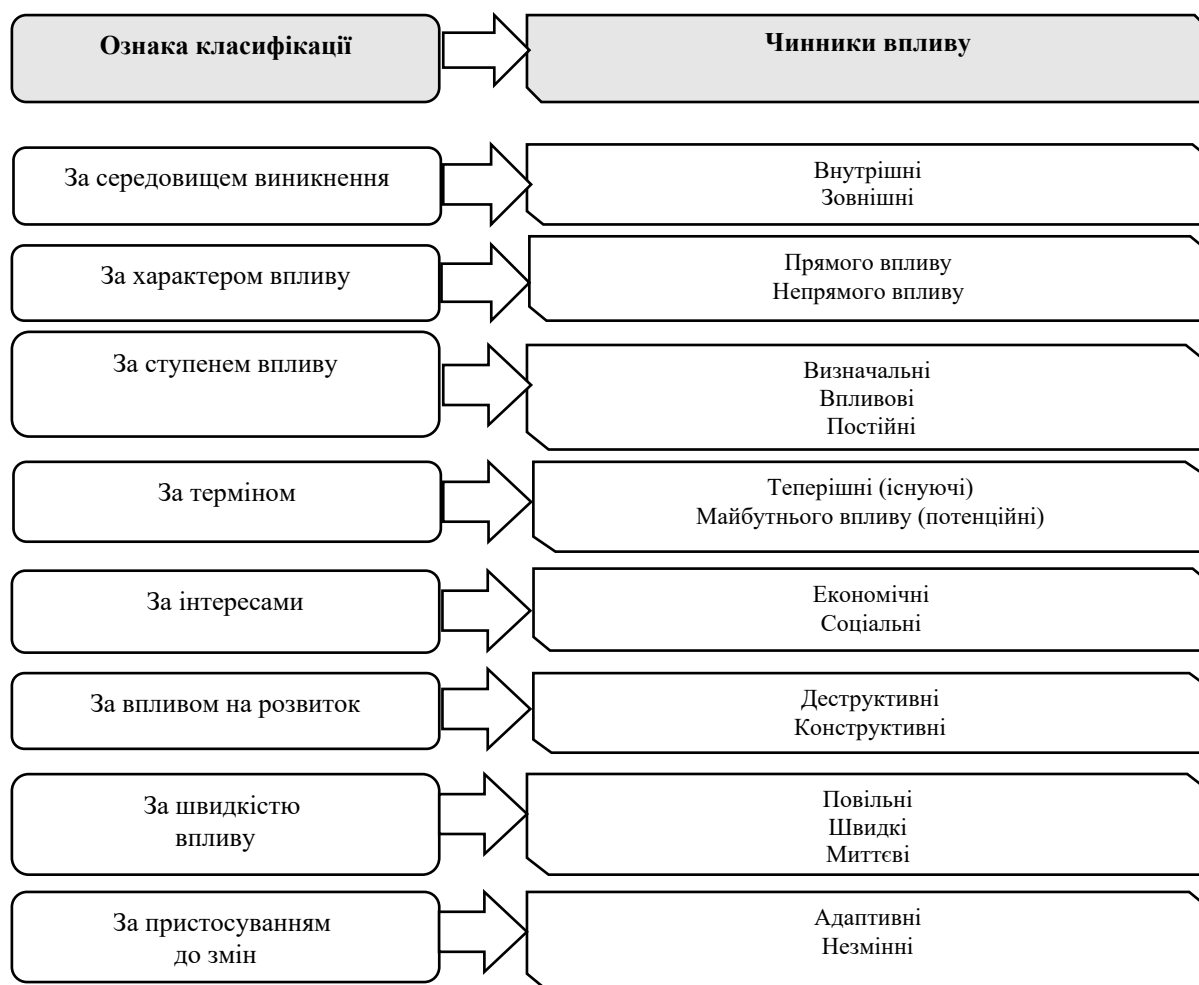 Ознака класифікації
Чинники впливу
За середовищем виникнення
Внутрішні
Зовнішні
За характером впливу
Прямого впливу
Непрямого впливу
За ступенем впливу
Визначальні
Впливові
Постійні
За терміном
Теперішні (існуючі)
Майбутнього впливу (потенційні)
За інтересами
Економічні
Соціальні
За впливом на розвиток
Деструктивні
Конструктивні
За швидкістю
впливу
Повільні
Швидкі
Миттєві
За пристосуванням
до змін
Адаптивні
Незмінні